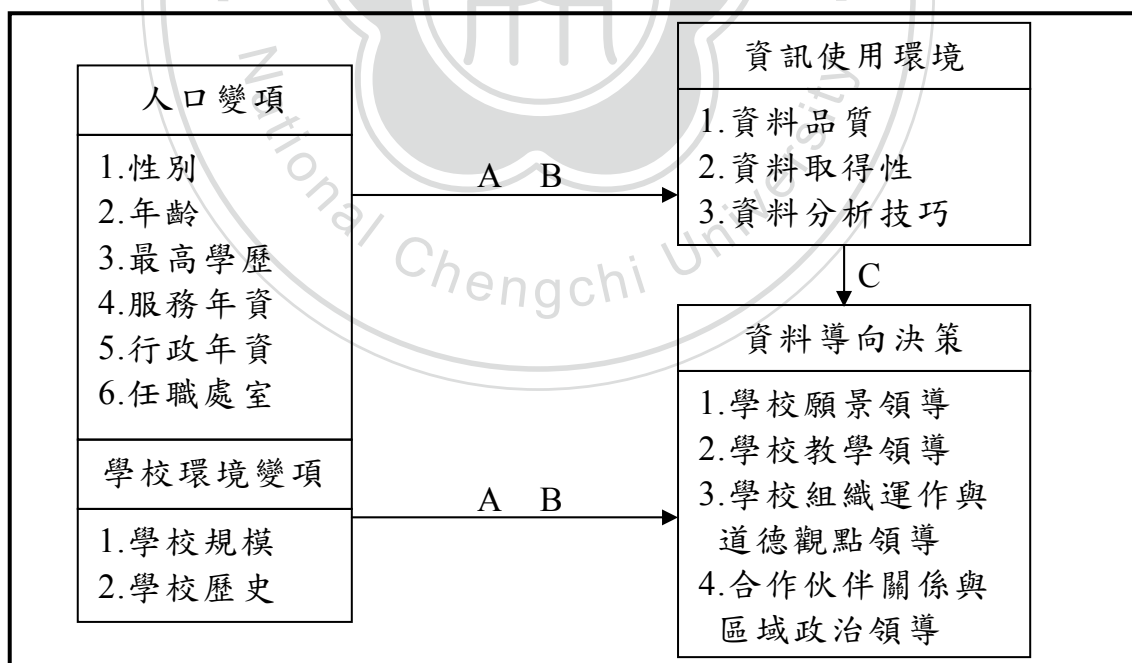 人口變項
1.性別
2.年齡
3.最高學歷
4.服務年資
5.行政年資
6.任職處室
學校環境變項
1.學校規模
2.學校歷史
A B
A B
資訊使用環境
1.資料品質
2.資料取得性
3.資料分析技巧
C
資料導向決策
1.學校願景領導
2.學校教學領導
3.學校組織運作與
道德觀點領導
4.合作伙伴關係與
區域政治領導
National Chengchi University